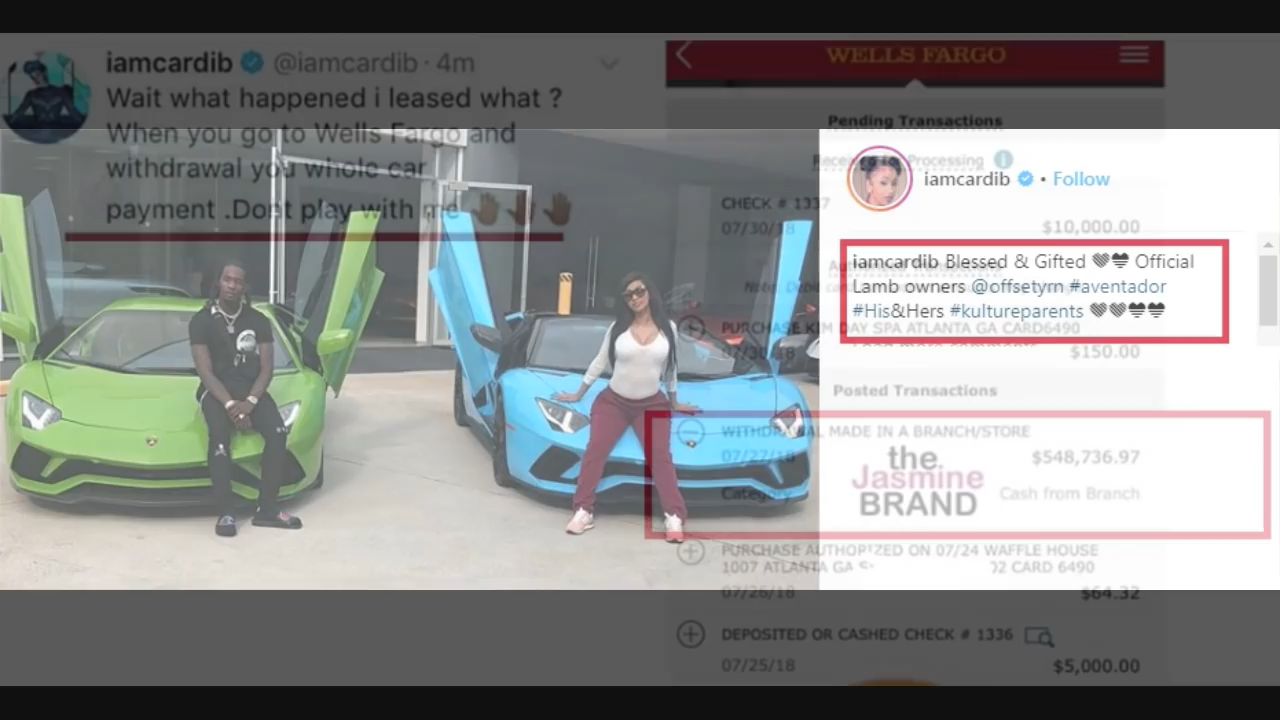 iamcardib @iamcardib · 4m
Wait what happened i leased what ?
When you go to Wells Fargo and
withdrawal you whole car
payment .Dont play with me
WELLS FARGO
Pending Transactions
Processing
iamcardib • Follow
CHECK # 1337
07/30/18
$10,000.00
iamcardib Blessed & Gifted Official
Lamb owners @offsetyrn #aventador
#His&Hers #kultureparents
PURCHASE KIM DAY SPA ATLANTA GA CARD6490
07/30/18
$150.00
Posted Transactions
WITHDRAWAL MADE IN A BRANCH/STORE
07/27/18
$548,736.97
Category
Cash from Branch
the
Jasmine
BRAND
PURCHASE AUTHORIZED ON 07/24 WAFFLE HOUSE
1007 ATLANTA GA CARD 6490
07/26/18
$64.32
DEPOSITED OR CASHED CHECK # 1336
07/25/18
$5,000.00